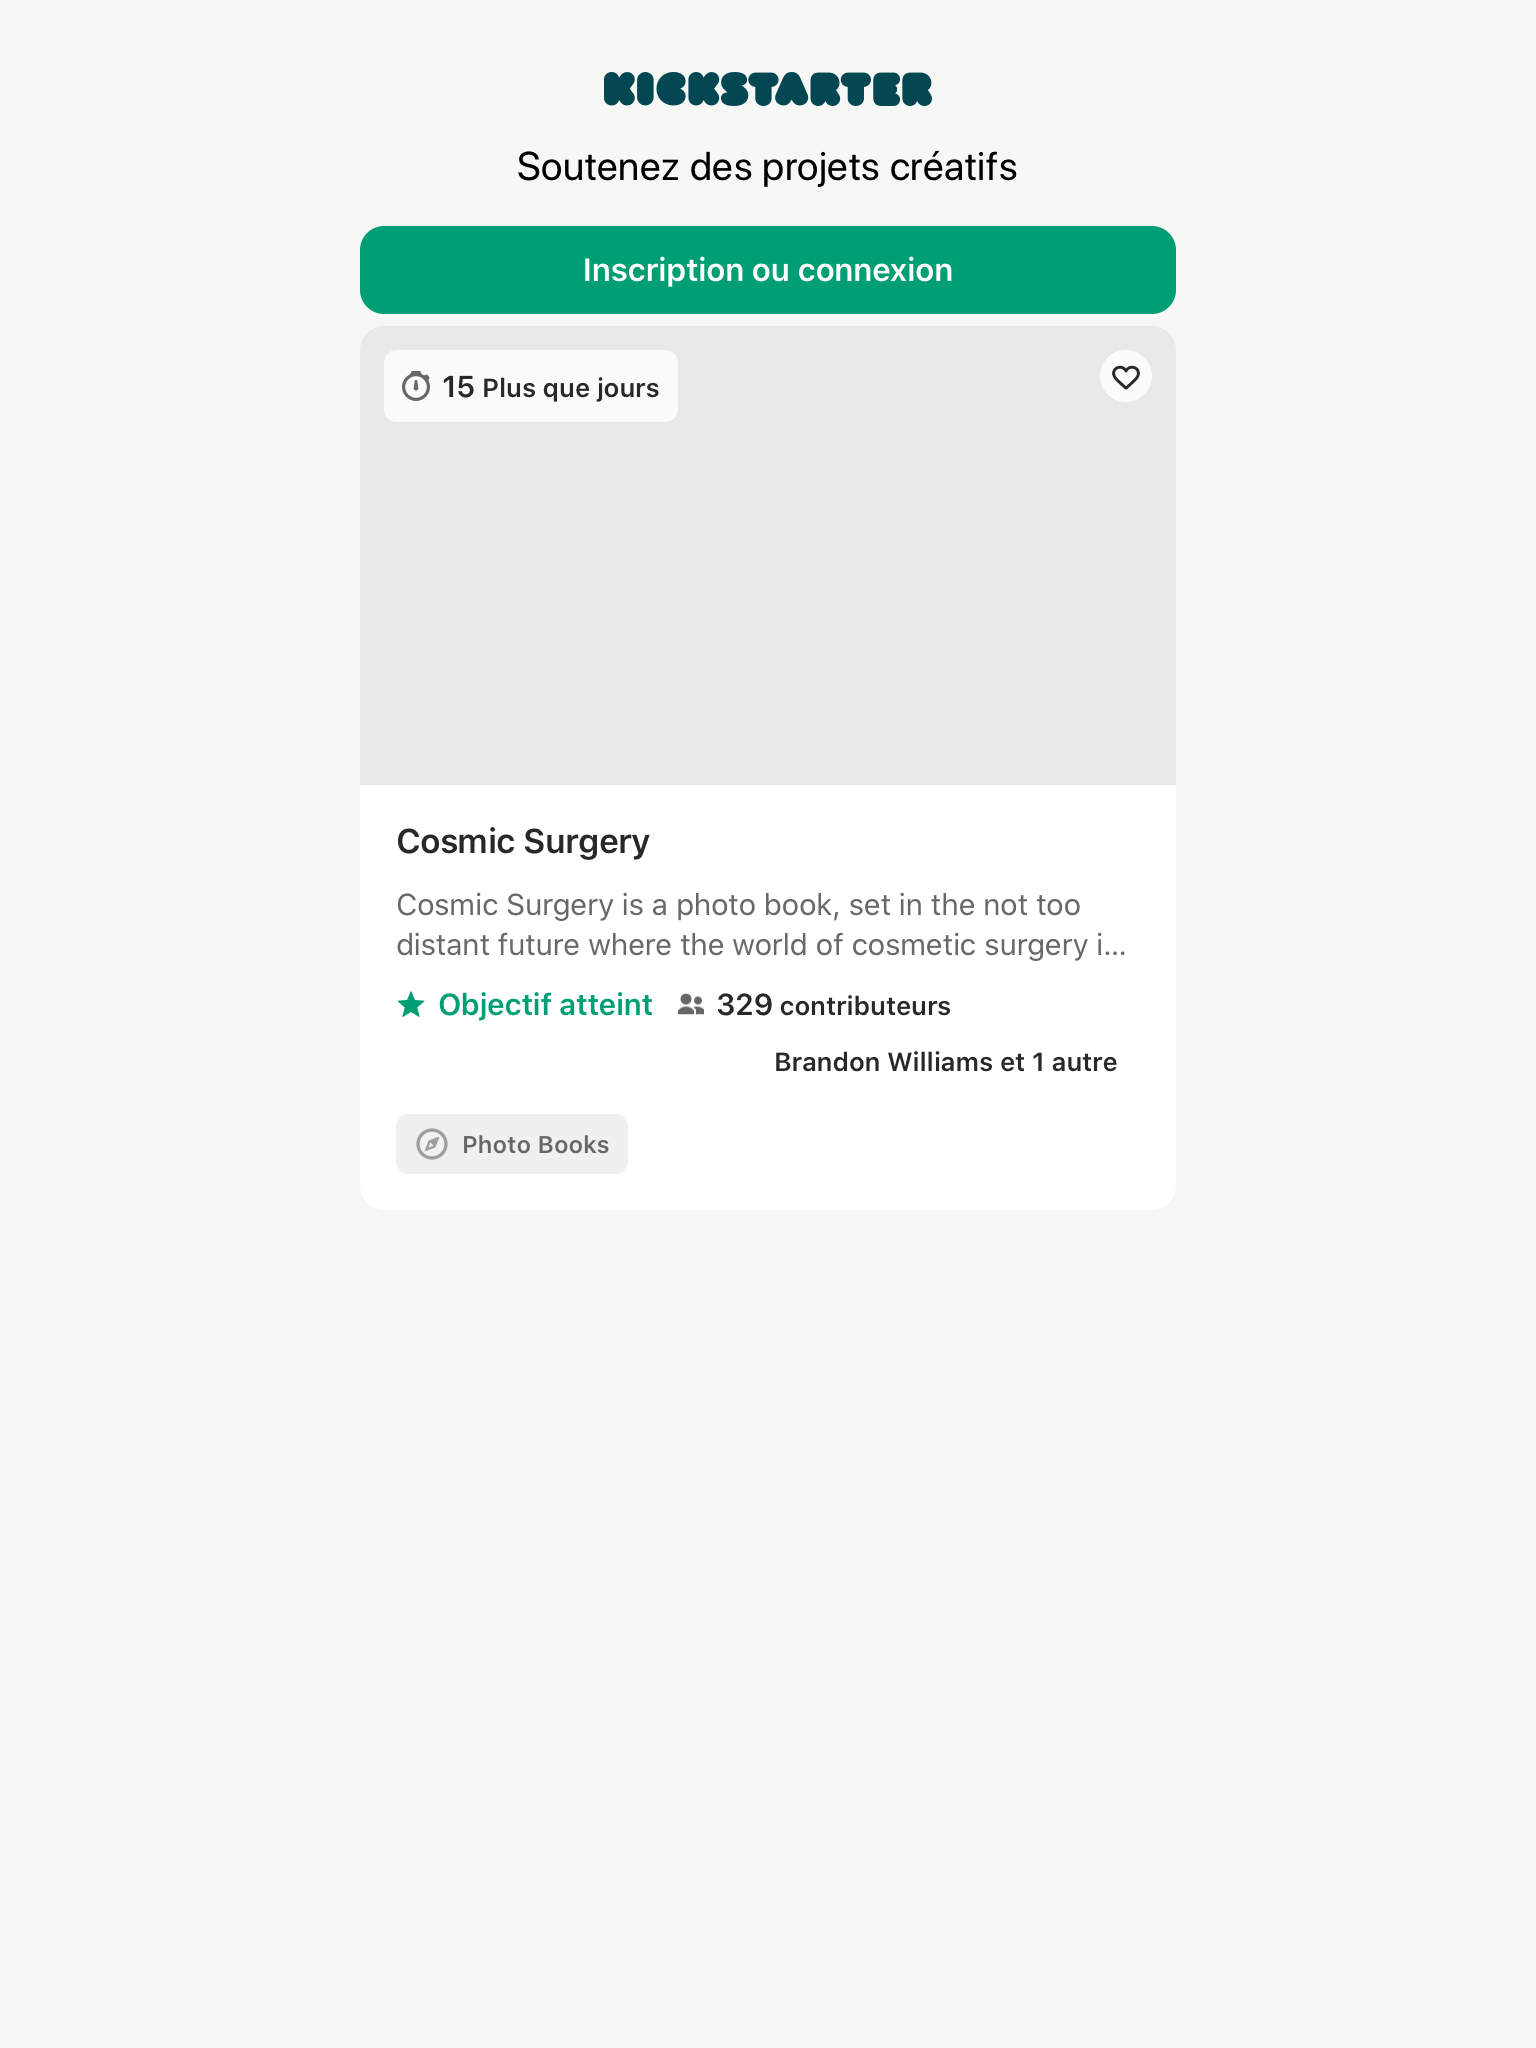 KICKSTARTER
Soutenez des projets créatifs
Inscription ou connexion
15 Plus que jours
Cosmic Surgery
Cosmic Surgery is a photo book, set in the not too
distant future where the world of cosmetic surgery i...
Objectif atteint 329 contributeurs
Brandon Williams et 1 autre
Photo Books